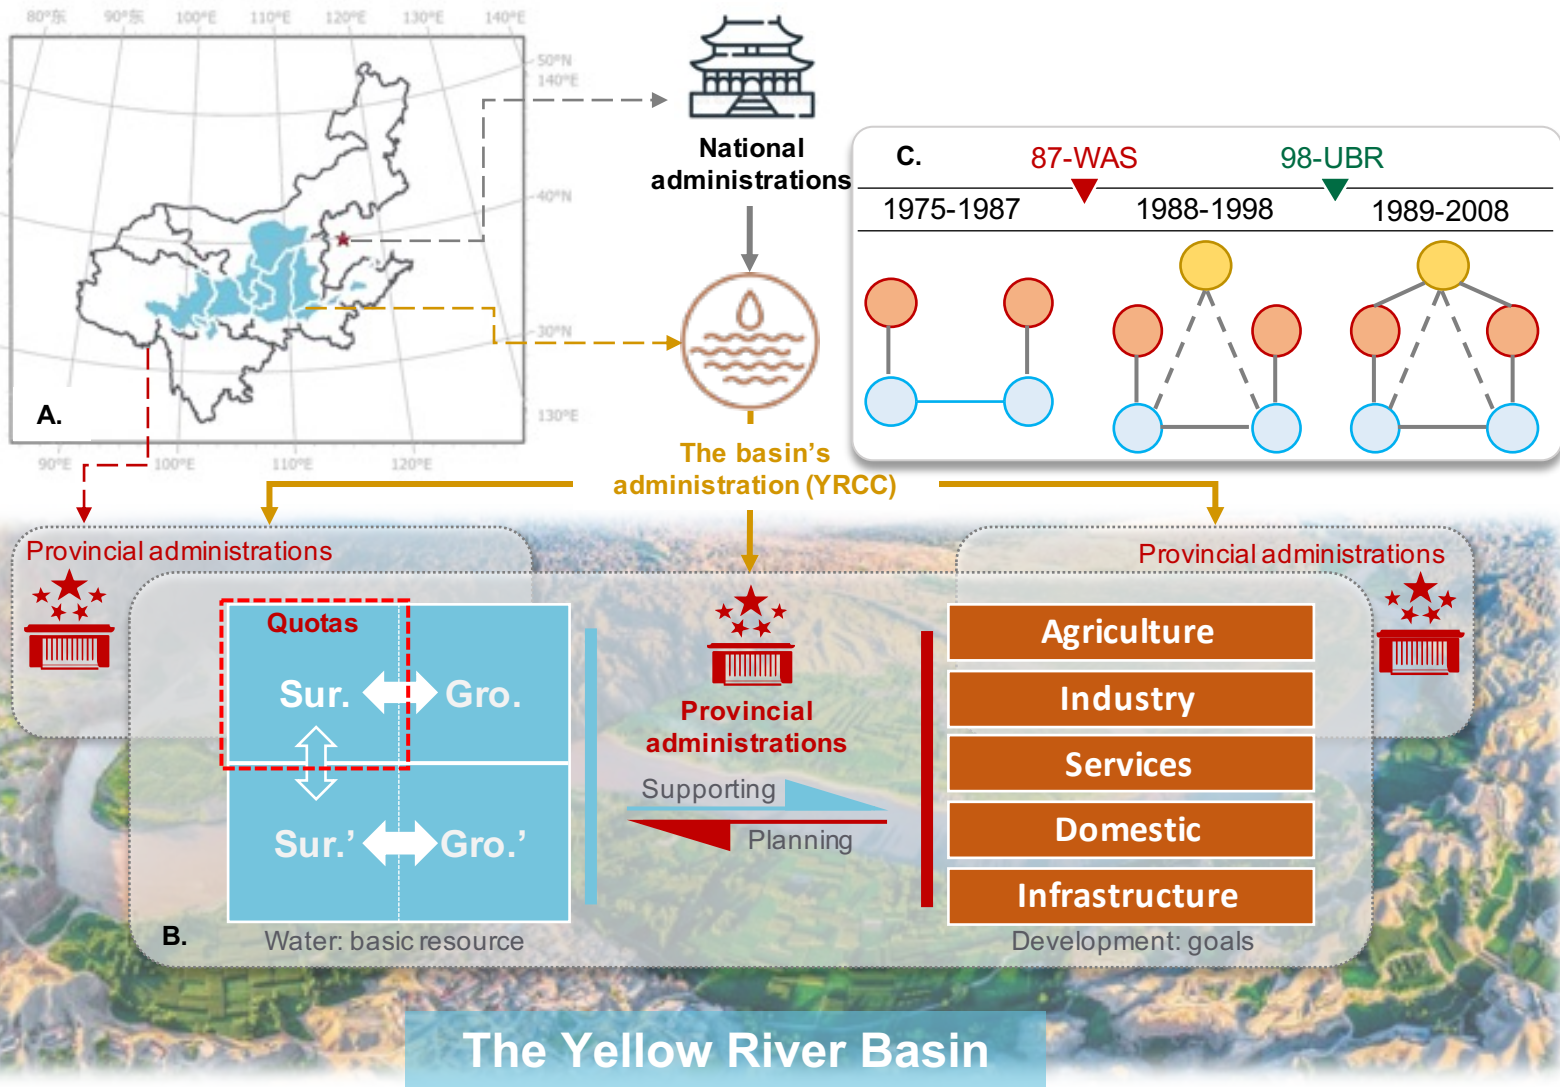 80°东
90°东
100°E
110°E
120°E
130°E
140°E
50°N
140°E
40°N
30°N
130°E
90°E
100°E
110°E
120°E
A.
National
administrations
C.
87-WAS
98-UBR
1975-1987
1988-1998
1989-2008
The basin's
administration (YRCC)
Provincial administrations
Provincial administrations
Quotas
Sur.
Gro.
Sur.’
Gro.’
Provincial
administrations
Supporting
Planning
Agriculture
Industry
Services
Domestic
Infrastructure
B.
Water: basic resource
Development: goals
The Yellow River Basin